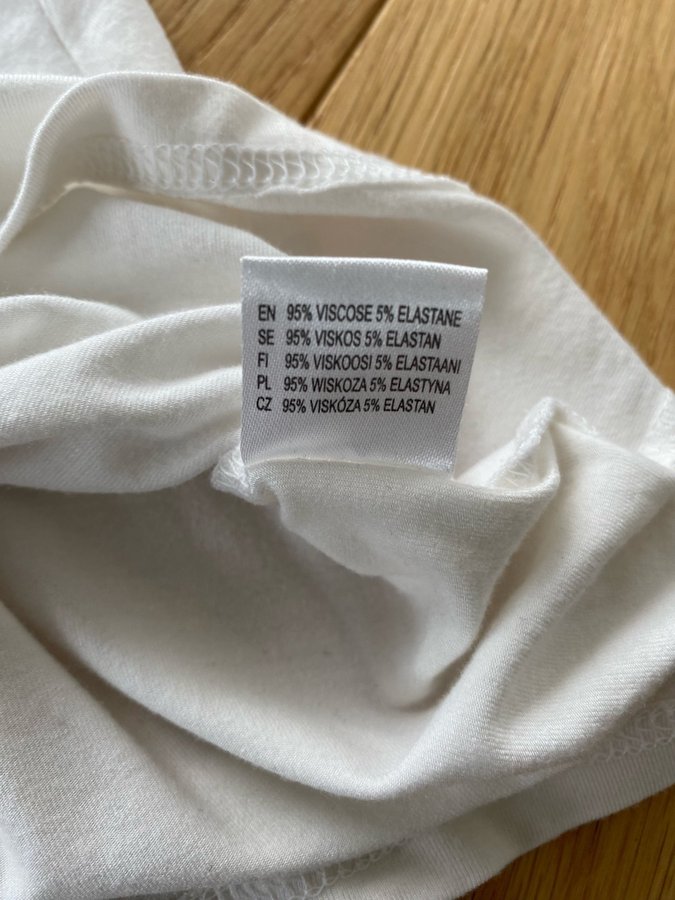 EN 95% VISCOSE 5% ELASTANE
SE 95% VISKOS 5% ELASTAN
FI 95% VISKOOSI 5% ELASTAANI
PL 95% WISKOZA 5% ELASTYNA
CZ 95% VISKÓZA 5% ELASTAN